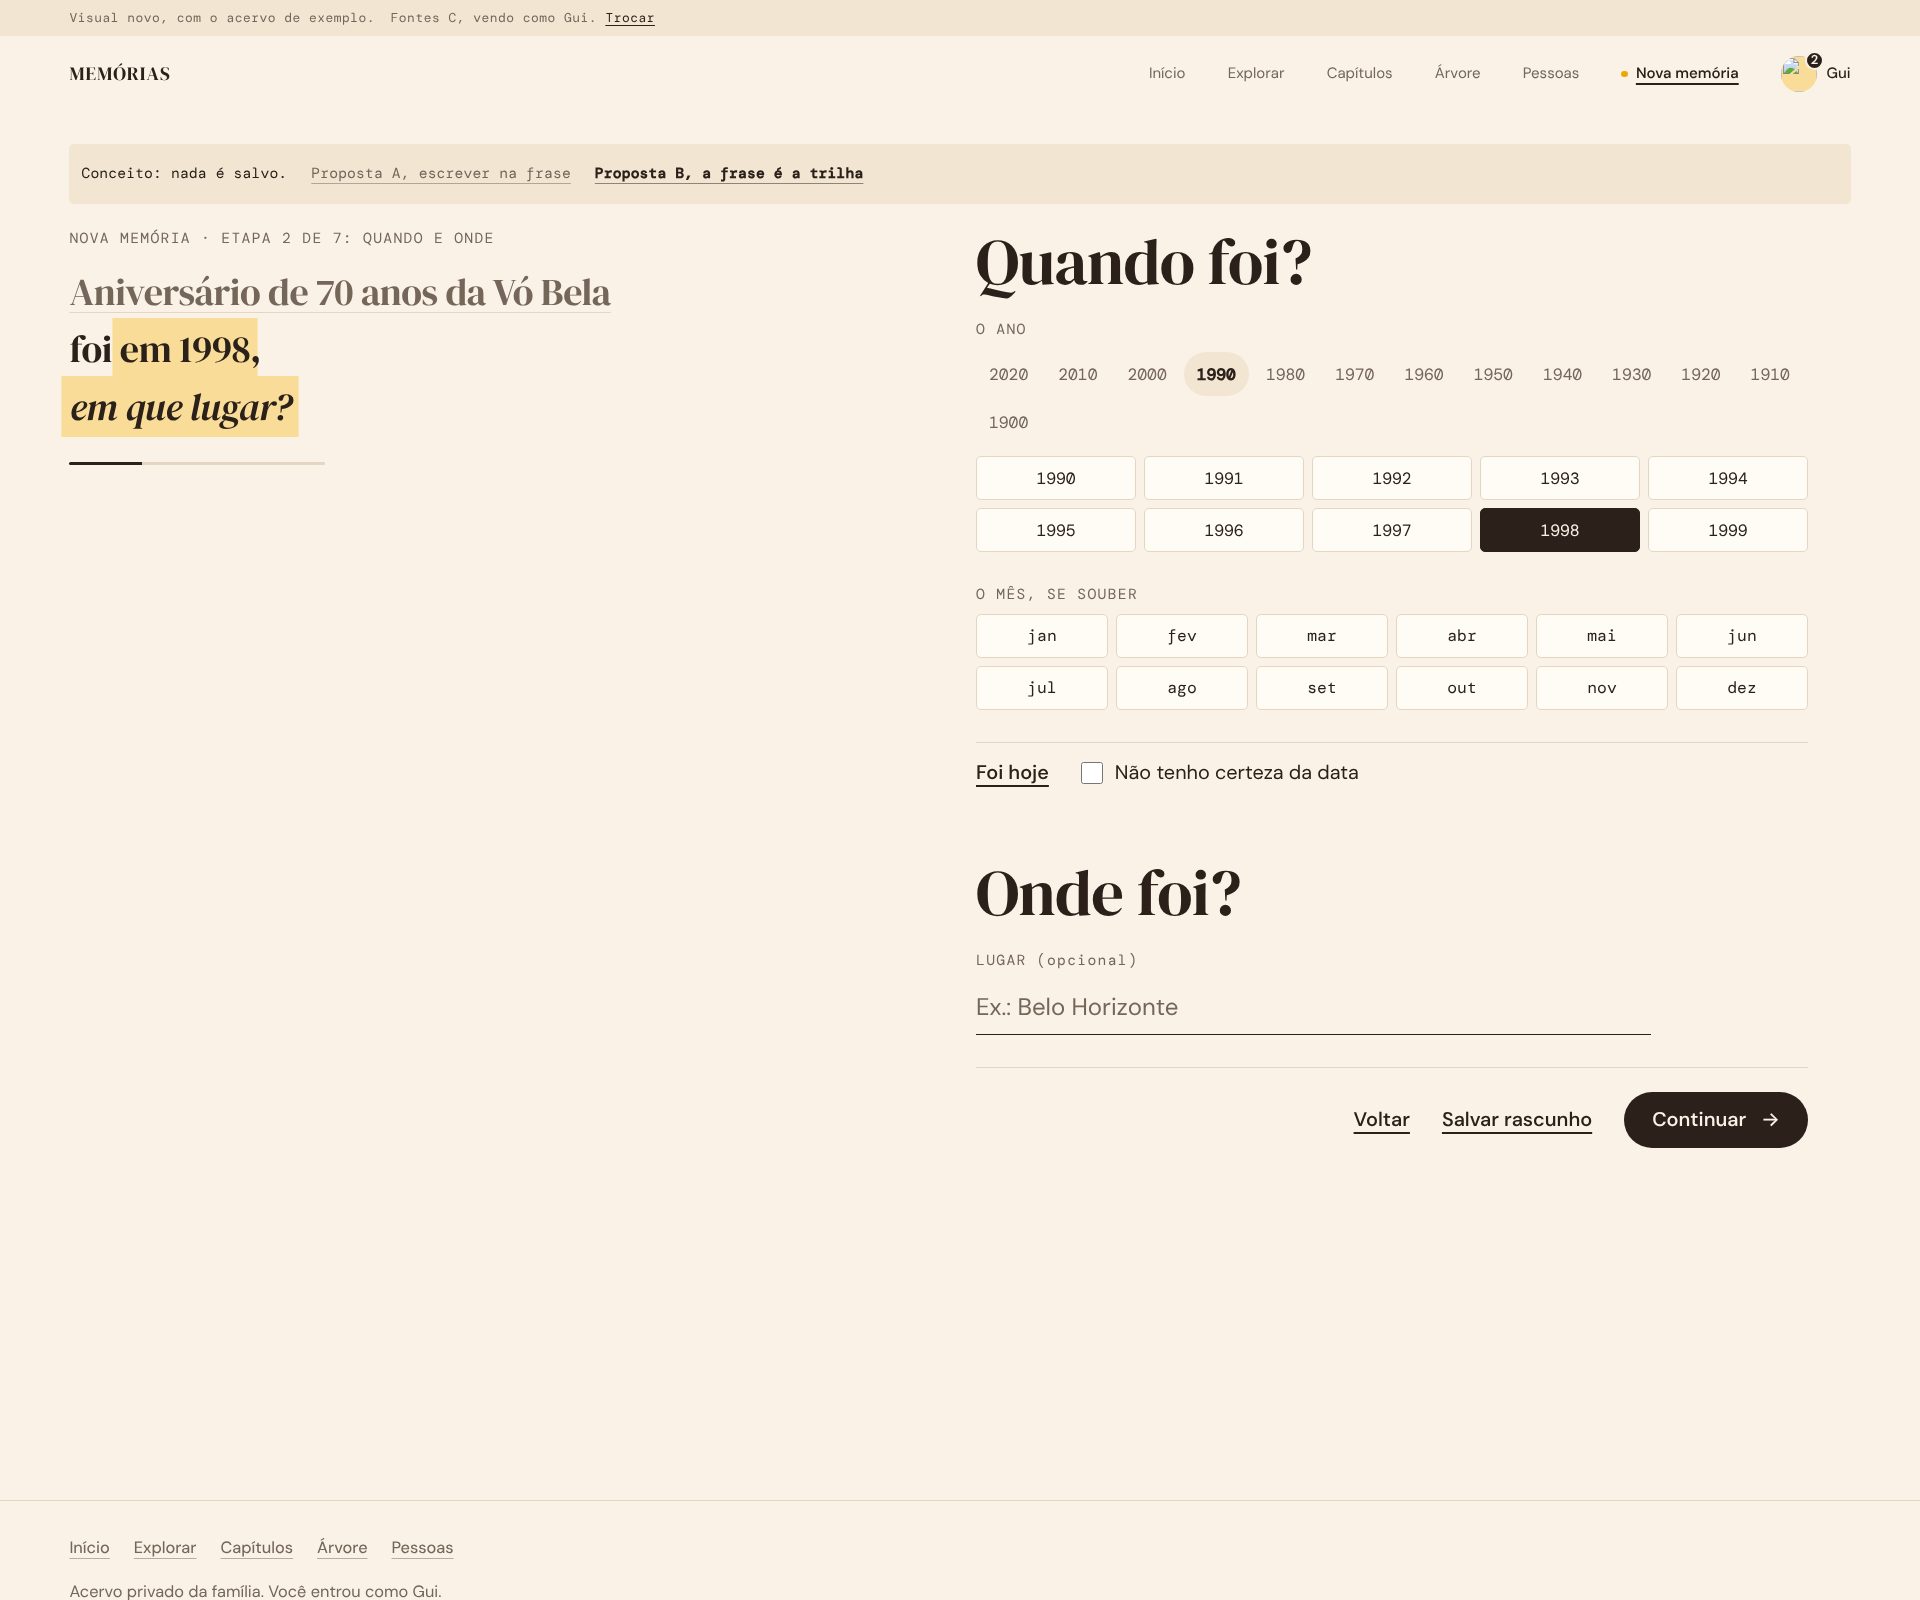 Visual novo, com o acervo de exemplo. Fontes C, vendo como Gui. Trocar
MEMÓRIAS
Início Explorar Capítulos Árvore Pessoas Nova memória 2 Gui
Conceito: nada é salvo. Proposta A, escrever na frase Proposta B, a frase é a trilha
NOVA MEMÓRIA · ETAPA 2 DE 7: QUANDO E ONDE
Aniversário de 70 anos da Vó Bela
foi em 1998,
em que lugar?
Quando foi?
O ANO
2020 2010 2000 1990 1980 1970 1960 1950 1940 1930 1920 1910
1900
1990 1991 1992 1993 1994
1995 1996 1997 1998 1999
O MÊS, SE SOUBER
jan fev mar abr mai jun
jul ago set out nov dez
Foi hoje Não tenho certeza da data
Onde foi?
LUGAR (opcional)
Ex.: Belo Horizonte
Voltar Salvar rascunho Continuar →
Início Explorar Capítulos Árvore Pessoas
Acervo privado da família. Você entrou como Gui.